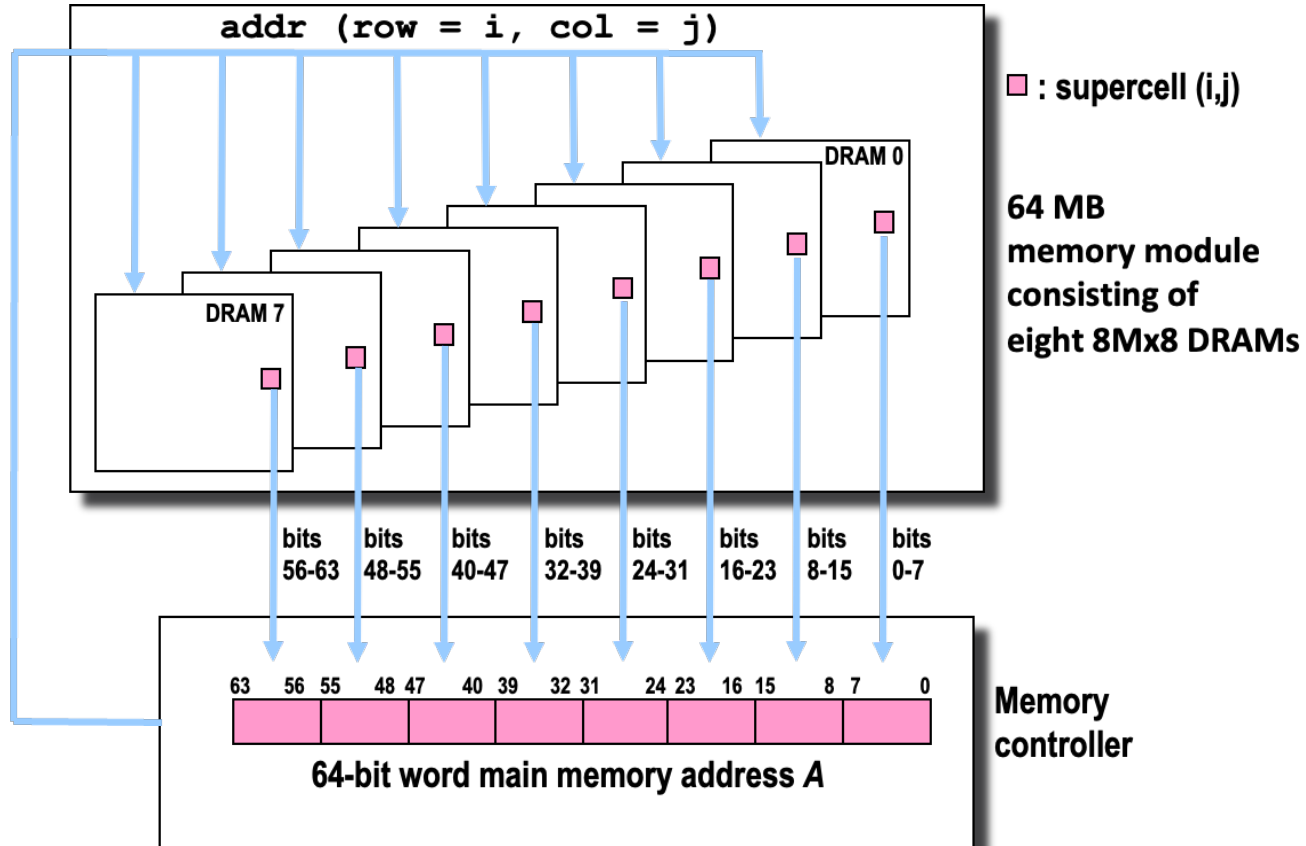 addr (row = i, col = j)
: supercell (i,j)
DRAM 0
64 MB
memory module
consisting of
eight 8Mx8 DRAMs
DRAM 7
bits bits bits bits bits bits bits bits
56-63 48-55 40-47 32-39 24-31 16-23 8-15 0-7
63 56 55 48 47 40 39 32 31 24 23 16 15 8 7 0
Memory
controller
64-bit word main memory address A